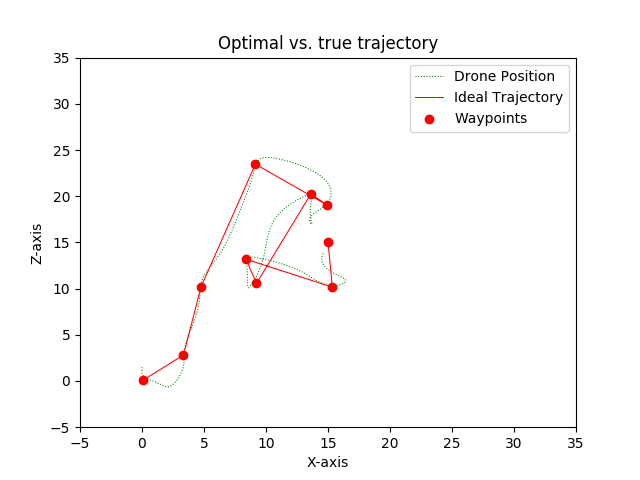 Optimal vs. true trajectory
Drone Position
Ideal Trajectory
Waypoints
35
30
25
20
15
10
5
0
−5
Z-axis
−5 0 5 10 15 20 25 30 35
X-axis